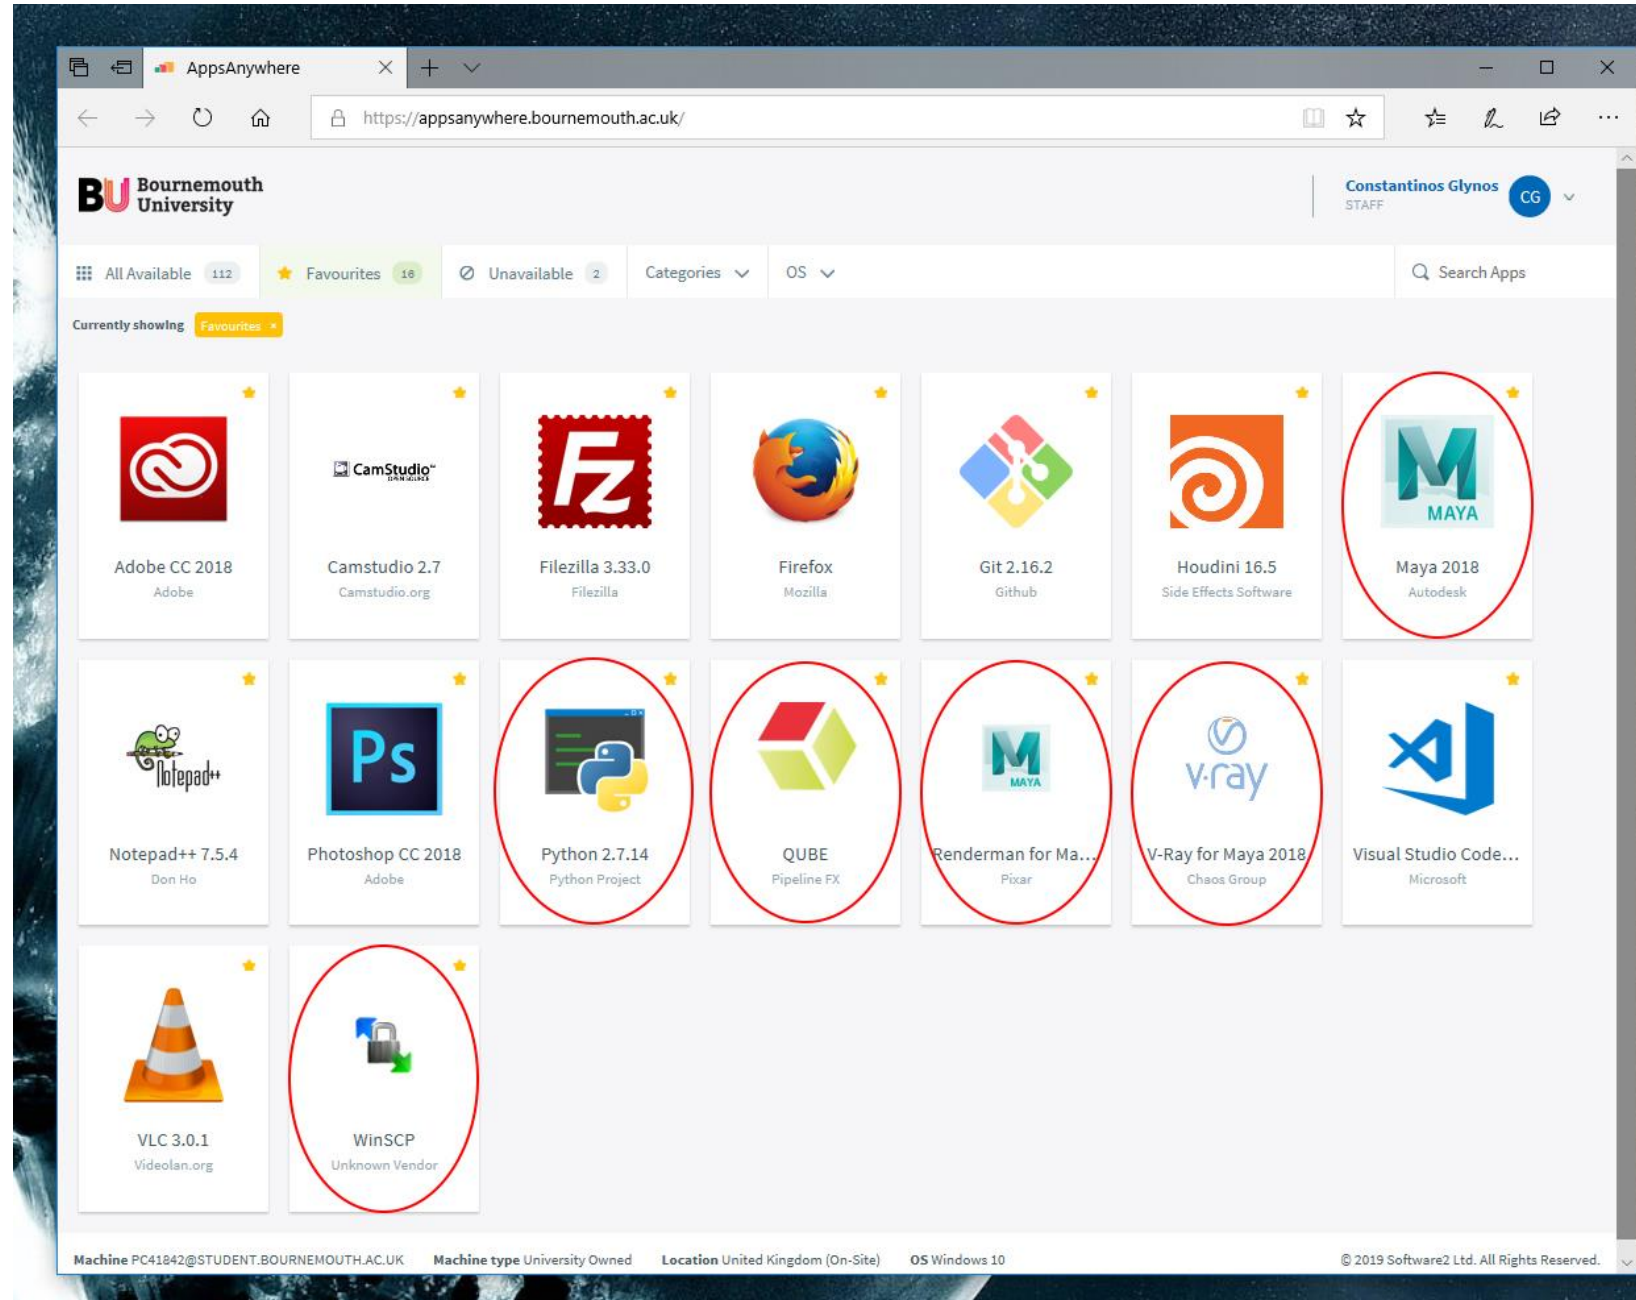 AppsAnywhere
https://appsanywhere.bournemouth.ac.uk/
BU Bournemouth
University
Constantinos Glynos
STAFF
CG
All Available 112 Favourites 16 Unavailable 2 Categories OS Search Apps
Currently showing Favourites ×
CamStudio™
OPEN SOURCE
Fz
MAYA
Adobe CC 2018 Camstudio 2.7 Filezilla 3.33.0 Firefox Git 2.16.2 Houdini 16.5 Maya 2018
Adobe Camstudio.org Filezilla Mozilla Github Side Effects Software Autodesk
Notepad++ Ps MAYA v·ray
Notepad++ 7.5.4 Photoshop CC 2018 Python 2.7.14 QUBE Renderman for Ma... V-Ray for Maya 2018 Visual Studio Code...
Don Ho Adobe Python Project Pipeline FX Pixar Chaos Group Microsoft
VLC 3.0.1 WinSCP
Videolan.org Unknown Vendor
Machine PC41842@STUDENT.BOURNEMOUTH.AC.UK Machine type University Owned Location United Kingdom (On-Site) OS Windows 10 © 2019 Software2 Ltd. All Rights Reserved.